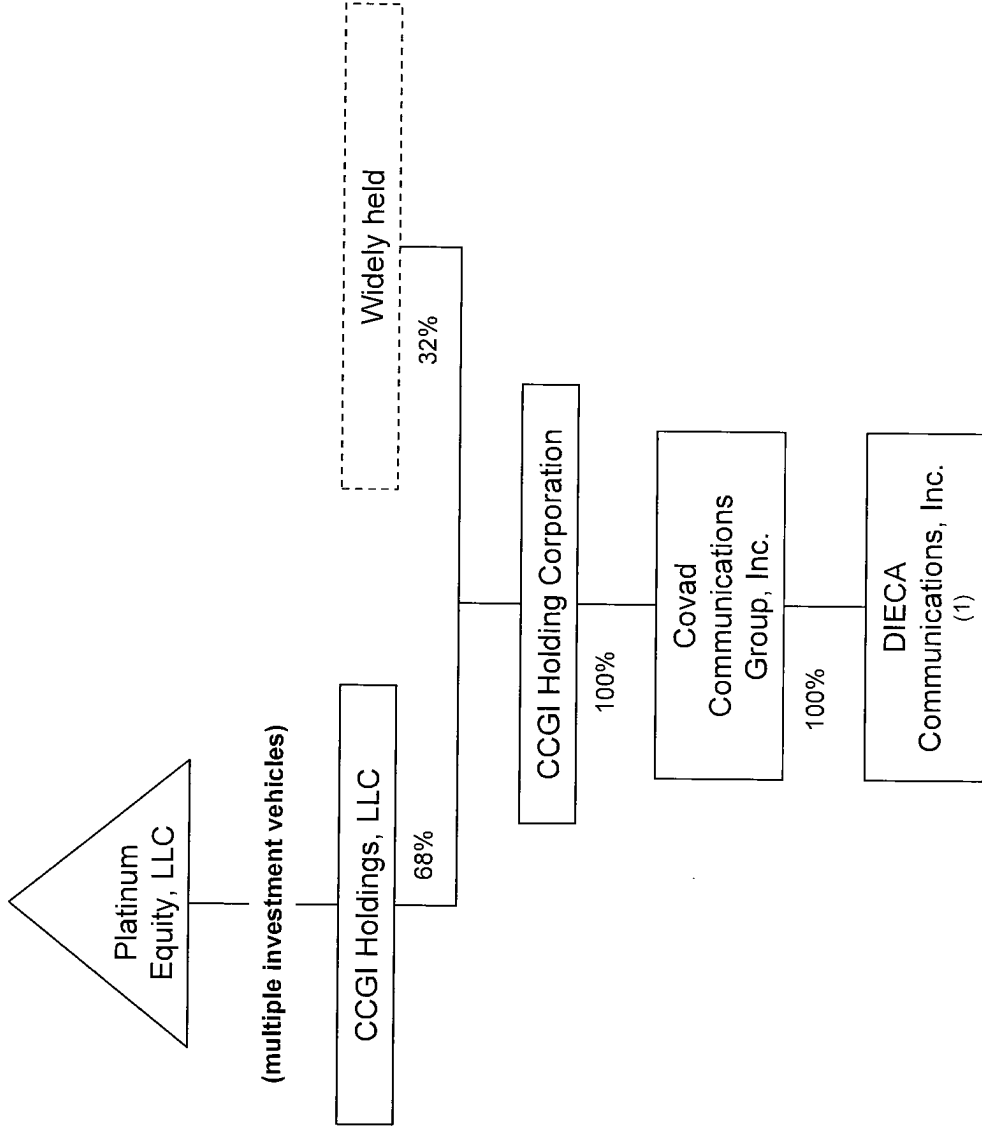 Platinum
Equity, LLC
(multiple investment vehicles)
CCGI Holdings, LLC
Widely held
68%
32%
CCGI Holding Corporation
100%
Covad
Communications
Group, Inc.
100%
DIECA
Communications, Inc.
(1)